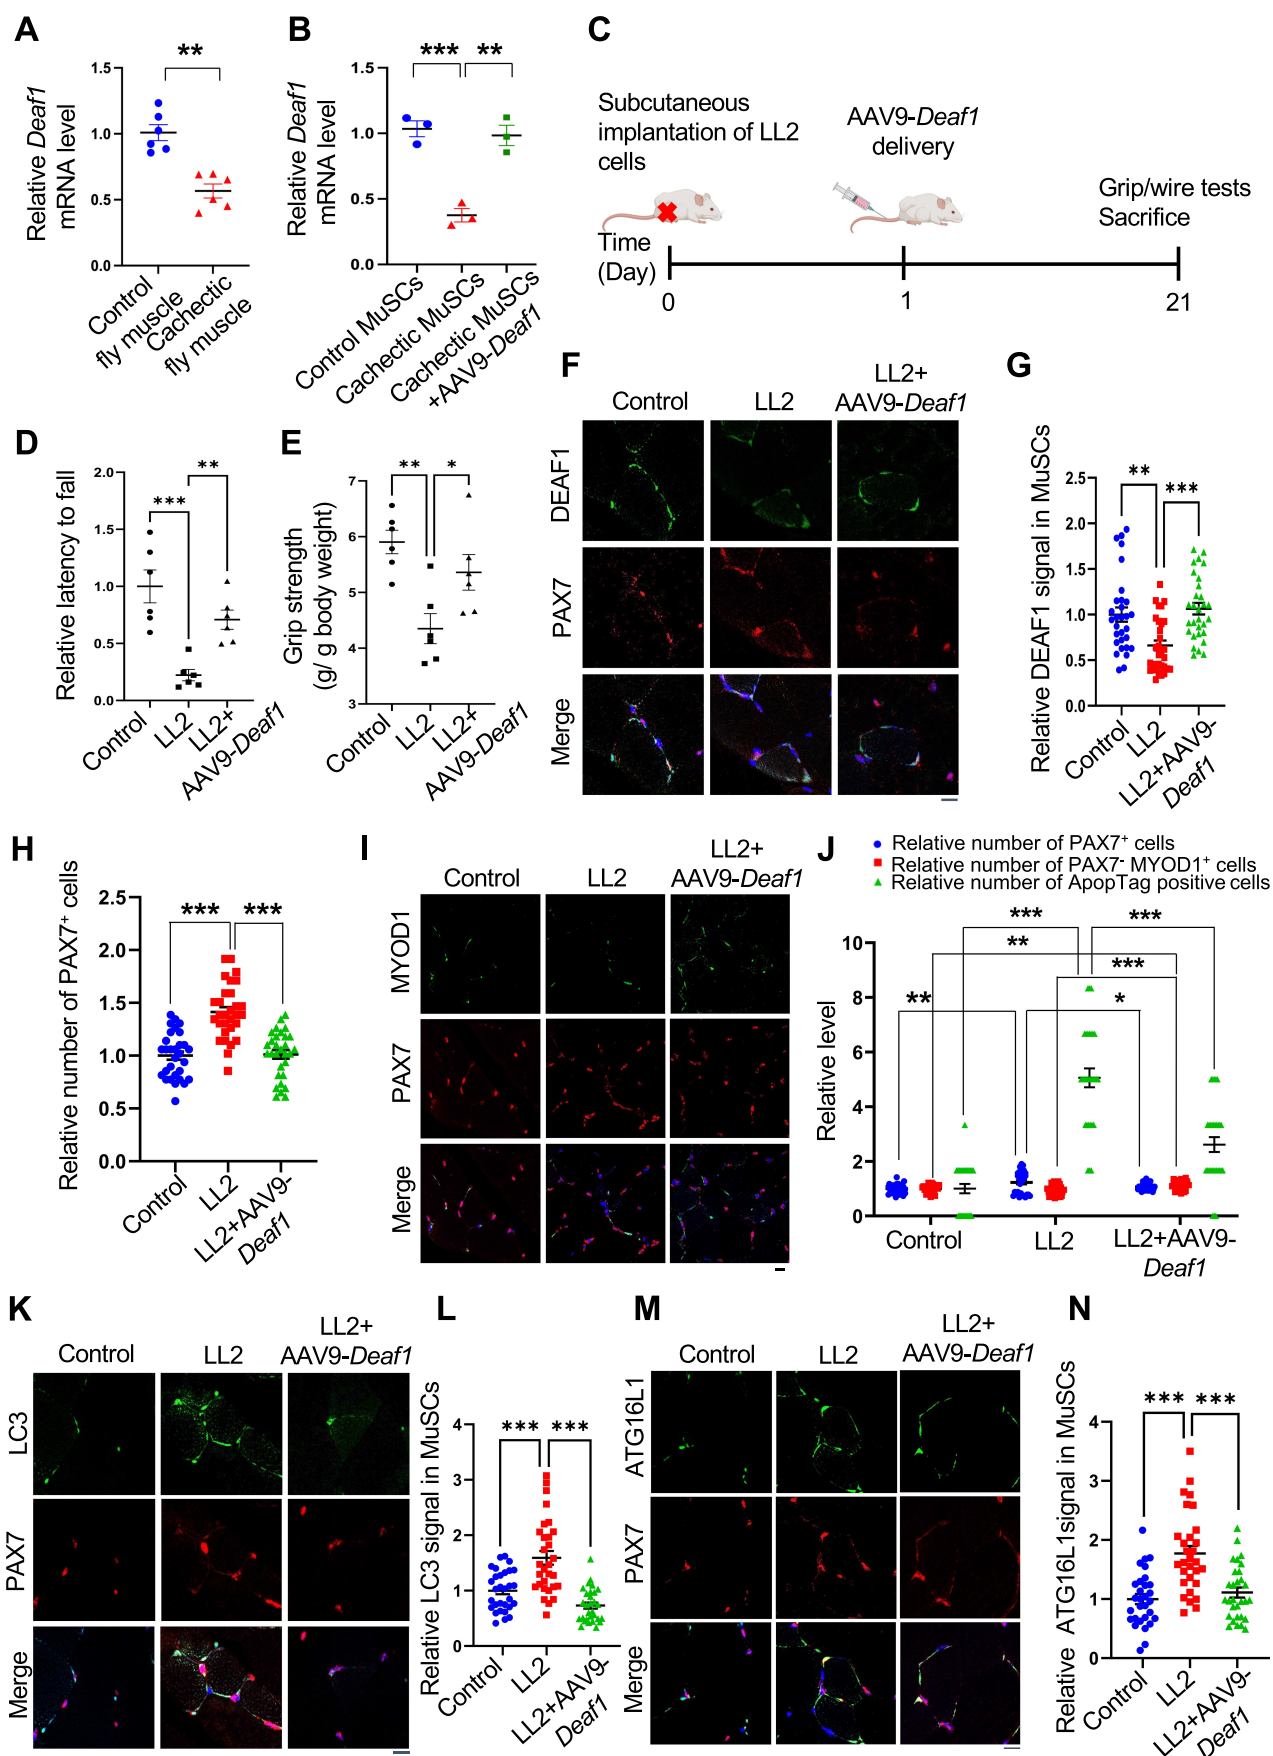 A
**
Relative Deaf1
mRNA level
1.5
1.0
0.5
0.0
Control
fly muscle
Cachectic
fly muscle
B
***
**
Relative Deaf1
mRNA level
1.5
1.0
0.5
0.0
Control MuSCs
Cachectic MuSCs
Cachectic MuSCs
+AAV9-Deaf1
C
Subcutaneous
implantation of LL2
cells
AAV9-Deaf1
delivery
Grip/wire tests
Sacrifice
Time
(Day)
0
1
21
D
**
***
Relative latency to fall
2.0
1.5
1.0
0.5
0.0
Control
LL2
LL2+
AAV9-Deaf1
E
**
*
Grip strength
(g/ g body weight)
7
6
5
4
3
Control
LL2
LL2+
AAV9-Deaf1
F
Control
LL2
LL2+
AAV9-Deaf1
DEAF1
PAX7
Merge
G
**
***
Relative DEAF1 signal in MuSCs
2.5
2.0
1.5
1.0
0.5
0.0
Control
LL2
LL2+AAV9-
Deaf1
H
***
***
Relative number of PAX7+ cells
2.5
2.0
1.5
1.0
0.5
0.0
Control
LL2
LL2+AAV9-
Deaf1
I
Control
LL2
LL2+
AAV9-Deaf1
MYOD1
PAX7
Merge
J
Relative number of PAX7+ cells
Relative number of PAX7- MYOD1+ cells
Relative number of ApopTag positive cells
***
***
**
***
**
*
Relative level
10
8
6
4
2
0
Control
LL2
LL2+AAV9-
Deaf1
K
Control
LL2
LL2+
AAV9-Deaf1
LC3
PAX7
Merge
L
***
***
Relative LC3 signal in MuSCs
4
3
2
1
0
Control
LL2
LL2+AAV9-
Deaf1
M
Control
LL2
LL2+
AAV9-Deaf1
ATG16L1
PAX7
Merge
N
***
***
Relative ATG16L1signal in MuSCs
4
3
2
1
0
Control
LL2
LL2+AAV9-
Deaf1